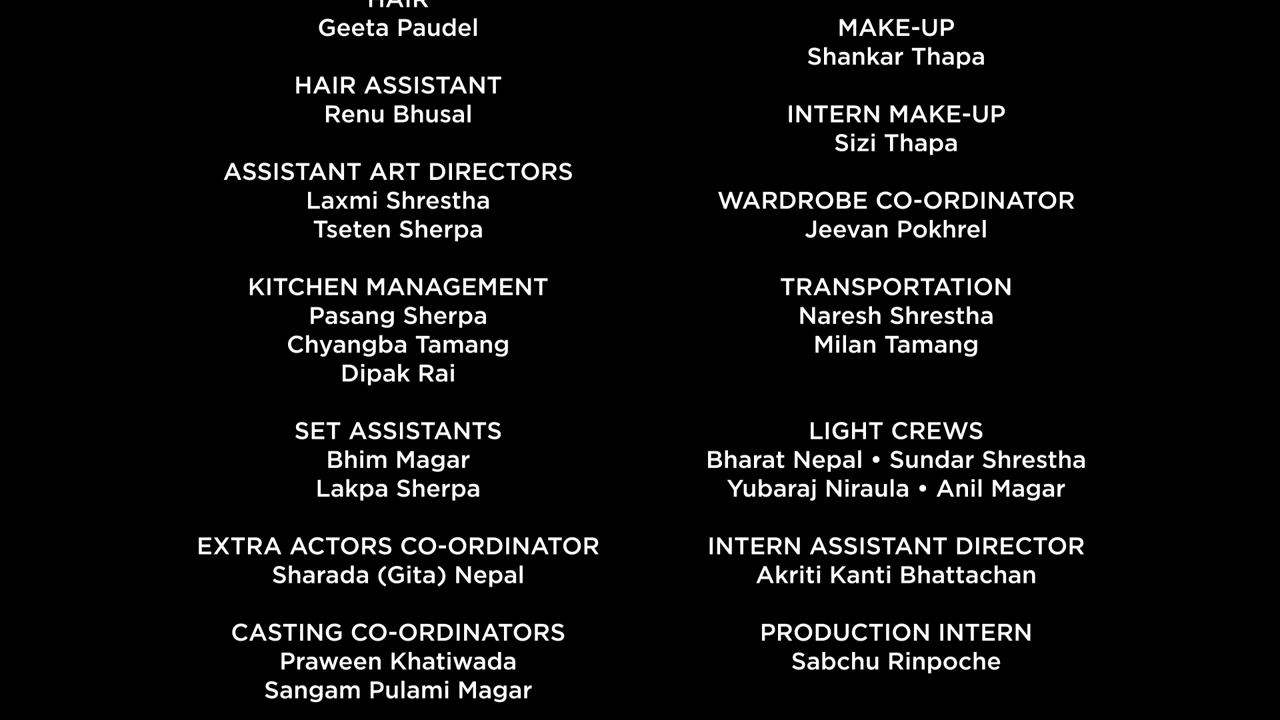 HAIR
Geeta Paudel
HAIR ASSISTANT
Renu Bhusal
ASSISTANT ART DIRECTORS
Laxmi Shrestha
Tseten Sherpa
KITCHEN MANAGEMENT
Pasang Sherpa
Chyangba Tamang
Dipak Rai
SET ASSISTANTS
Bhim Magar
Lakpa Sherpa
EXTRA ACTORS CO-ORDINATOR
Sharada (Gita) Nepal
CASTING CO-ORDINATORS
Praween Khatiwada
Sangam Pulami Magar
MAKE-UP
Shankar Thapa
INTERN MAKE-UP
Sizi Thapa
WARDROBE CO-ORDINATOR
Jeevan Pokhrel
TRANSPORTATION
Naresh Shrestha
Milan Tamang
LIGHT CREWS
Bharat Nepal • Sundar Shrestha
Yubaraj Niraula • Anil Magar
INTERN ASSISTANT DIRECTOR
Akriti Kanti Bhattachan
PRODUCTION INTERN
Sabchu Rinpoche